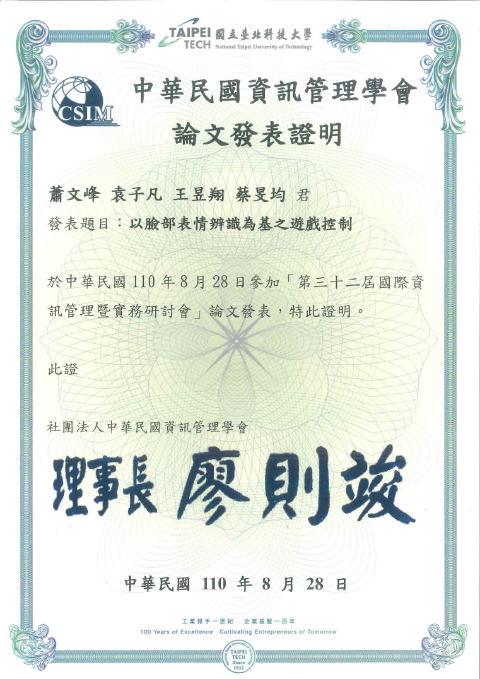 TAIPEI TECH
國立臺北科技大學
National Taipei University of Technology
CSIM
中華民國資訊管理學會
論文發表證明
蕭文峰 袁子凡 王昱翔 蔡旻均 君
發表題目：以臉部表情辨識為基之遊戲控制
於中華民國110年8月28日參加「第三十二屆國際資
訊管理暨實務研討會」論文發表，特此證明。
此證
社團法人中華民國資訊管理學會
理事長 廖則竣
中華民國 110 年 8 月 28 日
工業推手一世紀 企業基壂一百年
100 Years of Excellence Cultivating Entrepreneurs of Tomorrow
TAIPEI
TECH
Since
1912